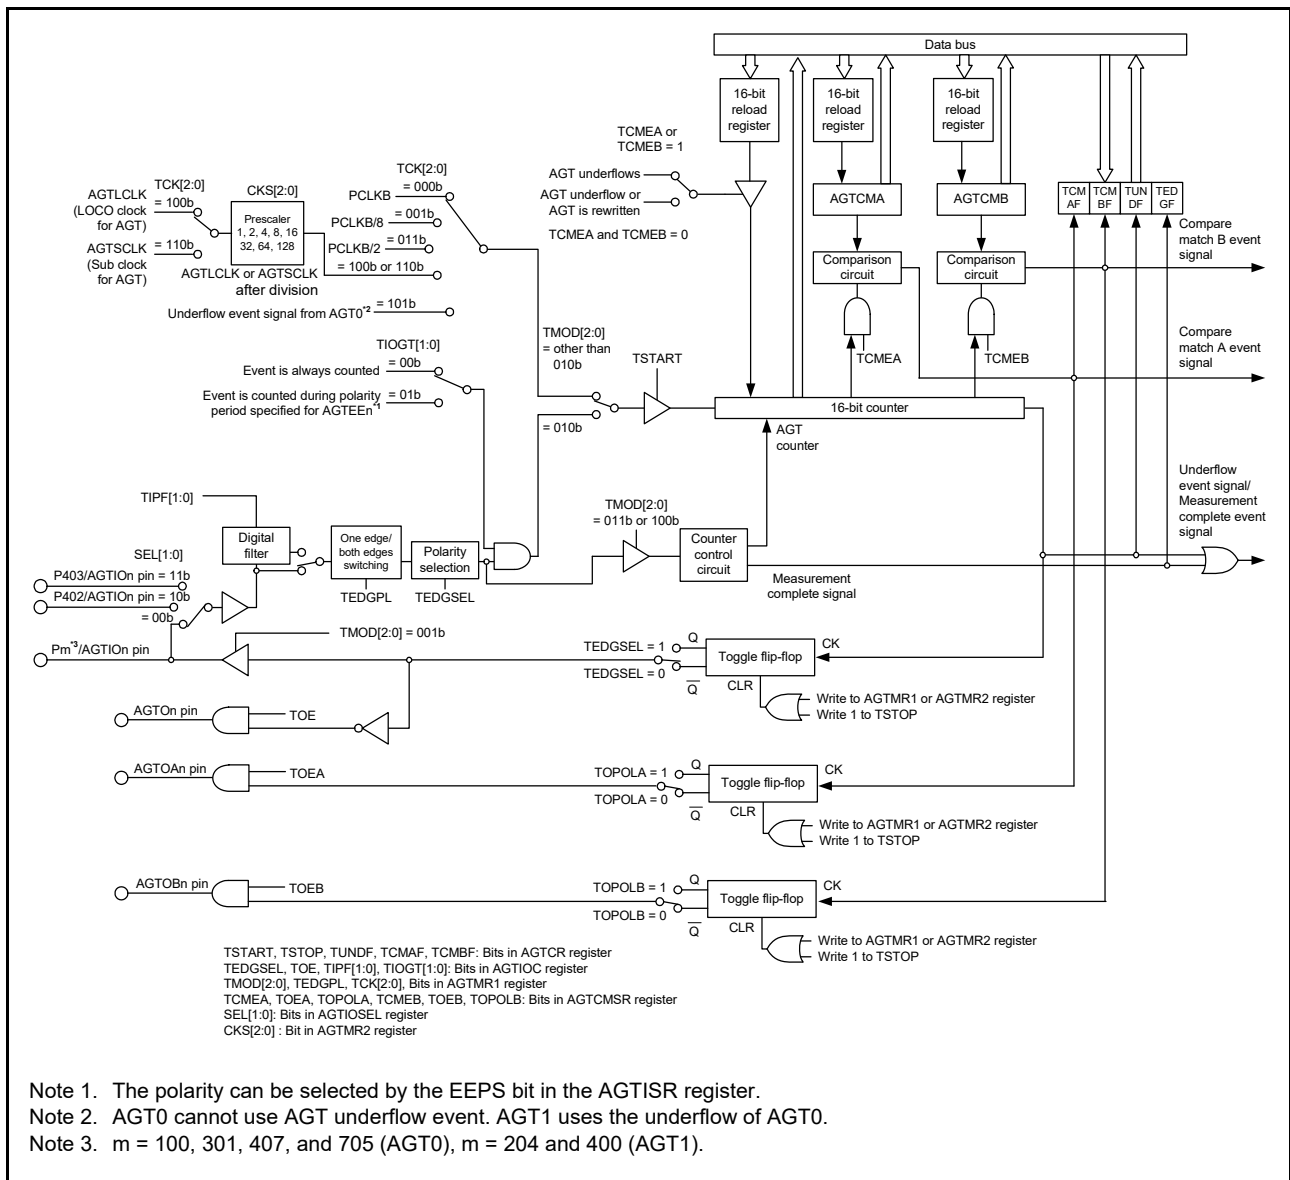 Data bus
16-bit
reload
register
16-bit
reload
register
16-bit
reload
register
TCMEA or
TCMEB = 1
AGT underflows
AGT underflow or
AGT is rewritten
TCMEA and TCMEB = 0
AGTCMA
AGTCMB
TCM
AF
TCM
BF
TUN
DF
TED
GF
Comparison
circuit
Comparison
circuit
TCMEA
TCMEB
Compare
match B event
signal
Compare
match A event
signal
Underflow
event signal/
Measurement
complete event
signal
AGTLCLK
(LOCO clock
for AGT)
TCK[2:0]
= 100b
AGTSCLK
(Sub clock
for AGT)
= 110b
CKS[2:0]
Prescaler
1, 2, 4, 8, 16
32, 64, 128
AGTLCLK or AGTSCLK
after division
TCK[2:0]
PCLKB
= 000b
PCLKB/8
= 001b
PCLKB/2
= 011b
= 100b or 110b
Underflow event signal from AGT0*2 = 101b
TIOGT[1:0]
Event is always counted
= 00b
Event is counted during polarity
period specified for AGTEEn*1
= 01b
TMOD[2:0]
= other than
010b
= 010b
TSTART
16-bit counter
AGT
counter
TIPF[1:0]
Digital
filter
One edge/
both edges
switching
TEDGPL
Polarity
selection
TEDGSEL
TMOD[2:0]
= 011b or 100b
Counter
control
circuit
Measurement
complete signal
SEL[1:0]
P403/AGTIOn pin = 11b
P402/AGTIOn pin = 10b
= 00b
Pm*3/AGTIOn pin
TMOD[2:0] = 001b
TEDGSEL = 1
TEDGSEL = 0
Q
Q
Toggle flip-flop
CK
CLR
Write to AGTMR1 or AGTMR2 register
Write 1 to TSTOP
AGTOn pin
TOE
AGTOAn pin
TOEA
TOPOLA = 1
TOPOLA = 0
Q
Q
Toggle flip-flop
CK
CLR
Write to AGTMR1 or AGTMR2 register
Write 1 to TSTOP
AGTOBn pin
TOEB
TOPOLB = 1
TOPOLB = 0
Q
Q
Toggle flip-flop
CK
CLR
Write to AGTMR1 or AGTMR2 register
Write 1 to TSTOP
TSTART, TSTOP, TUNDF, TCMAF, TCMBF: Bits in AGTCR register
TEDGSEL, TOE, TIPF[1:0], TIOGT[1:0]: Bits in AGTIOC register
TMOD[2:0], TEDGPL, TCK[2:0], Bits in AGTMR1 register
TCMEA, TOEA, TOPOLA, TCMEB, TOEB, TOPOLB: Bits in AGTCMSR register
SEL[1:0]: Bits in AGTIOSEL register
CKS[2:0] : Bit in AGTMR2 register
Note 1. The polarity can be selected by the EEPS bit in the AGTISR register.
Note 2. AGT0 cannot use AGT underflow event. AGT1 uses the underflow of AGT0.
Note 3. m = 100, 301, 407, and 705 (AGT0), m = 204 and 400 (AGT1).